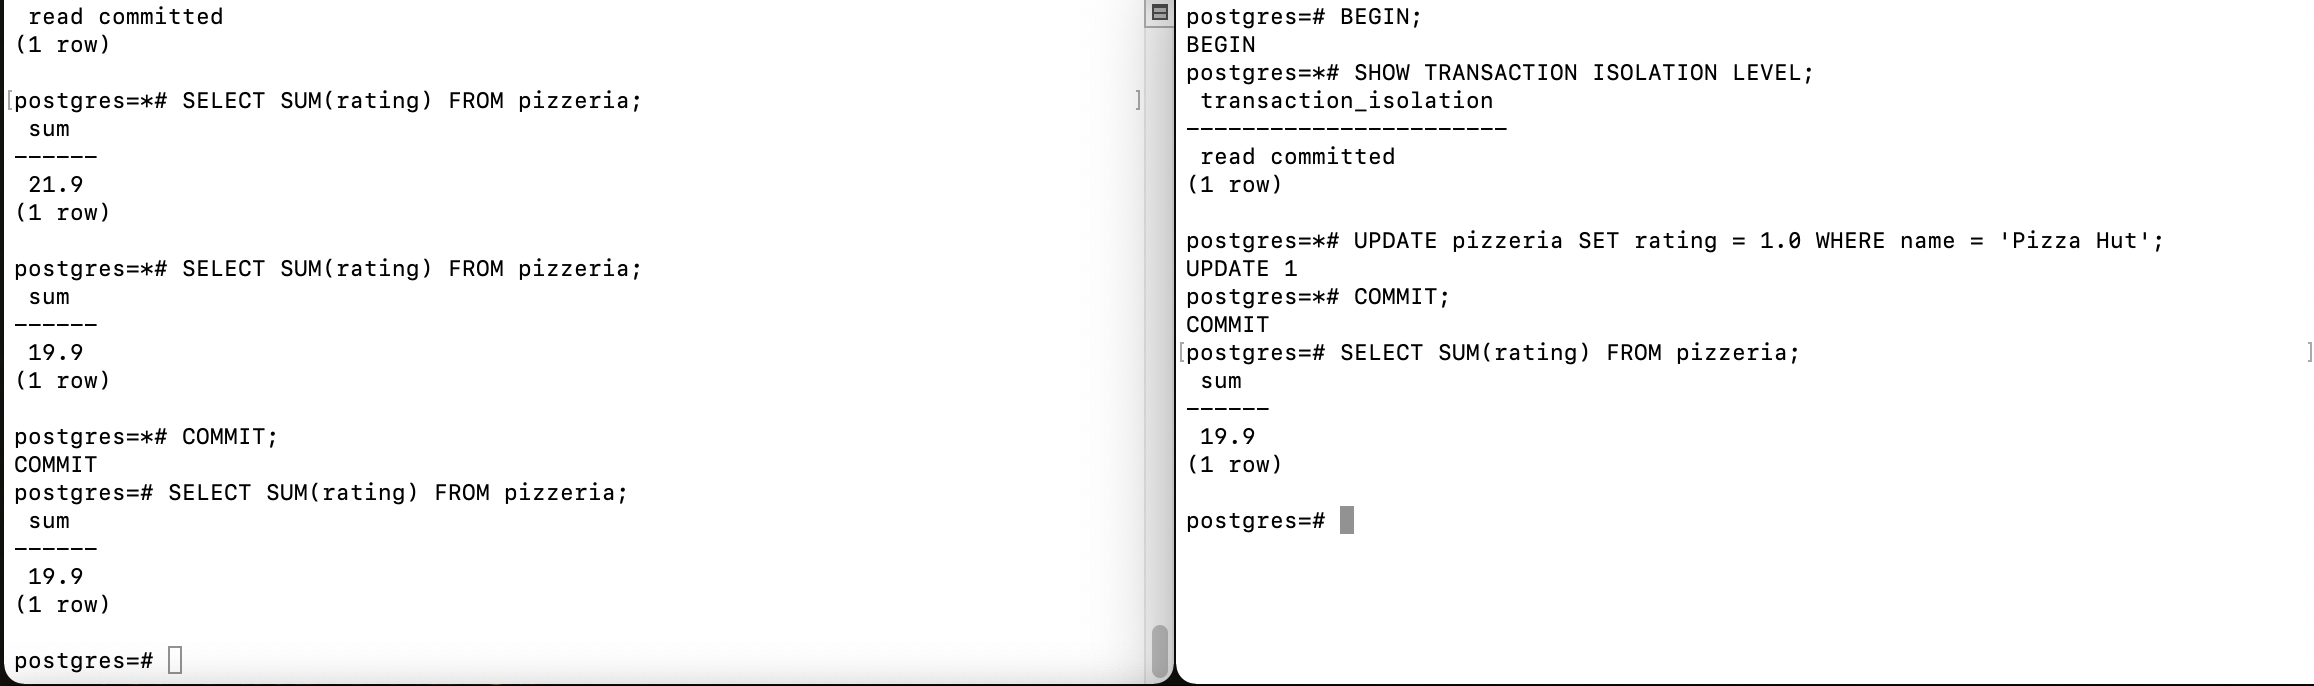 read committed
(1 row)
[postgres=*# SELECT SUM(rating) FROM pizzeria; ]
sum
------
21.9
(1 row)
postgres=*# SELECT SUM(rating) FROM pizzeria;
sum
------
19.9
(1 row)
postgres=*# COMMIT;
COMMIT
postgres=# SELECT SUM(rating) FROM pizzeria;
sum
------
19.9
(1 row)
postgres=#
postgres=# BEGIN;
BEGIN
postgres=*# SHOW TRANSACTION ISOLATION LEVEL;
transaction_isolation
-----------------------
read committed
(1 row)
postgres=*# UPDATE pizzeria SET rating = 1.0 WHERE name = 'Pizza Hut';
UPDATE 1
postgres=*# COMMIT;
COMMIT
[postgres=# SELECT SUM(rating) FROM pizzeria; ]
sum
------
19.9
(1 row)
postgres=#